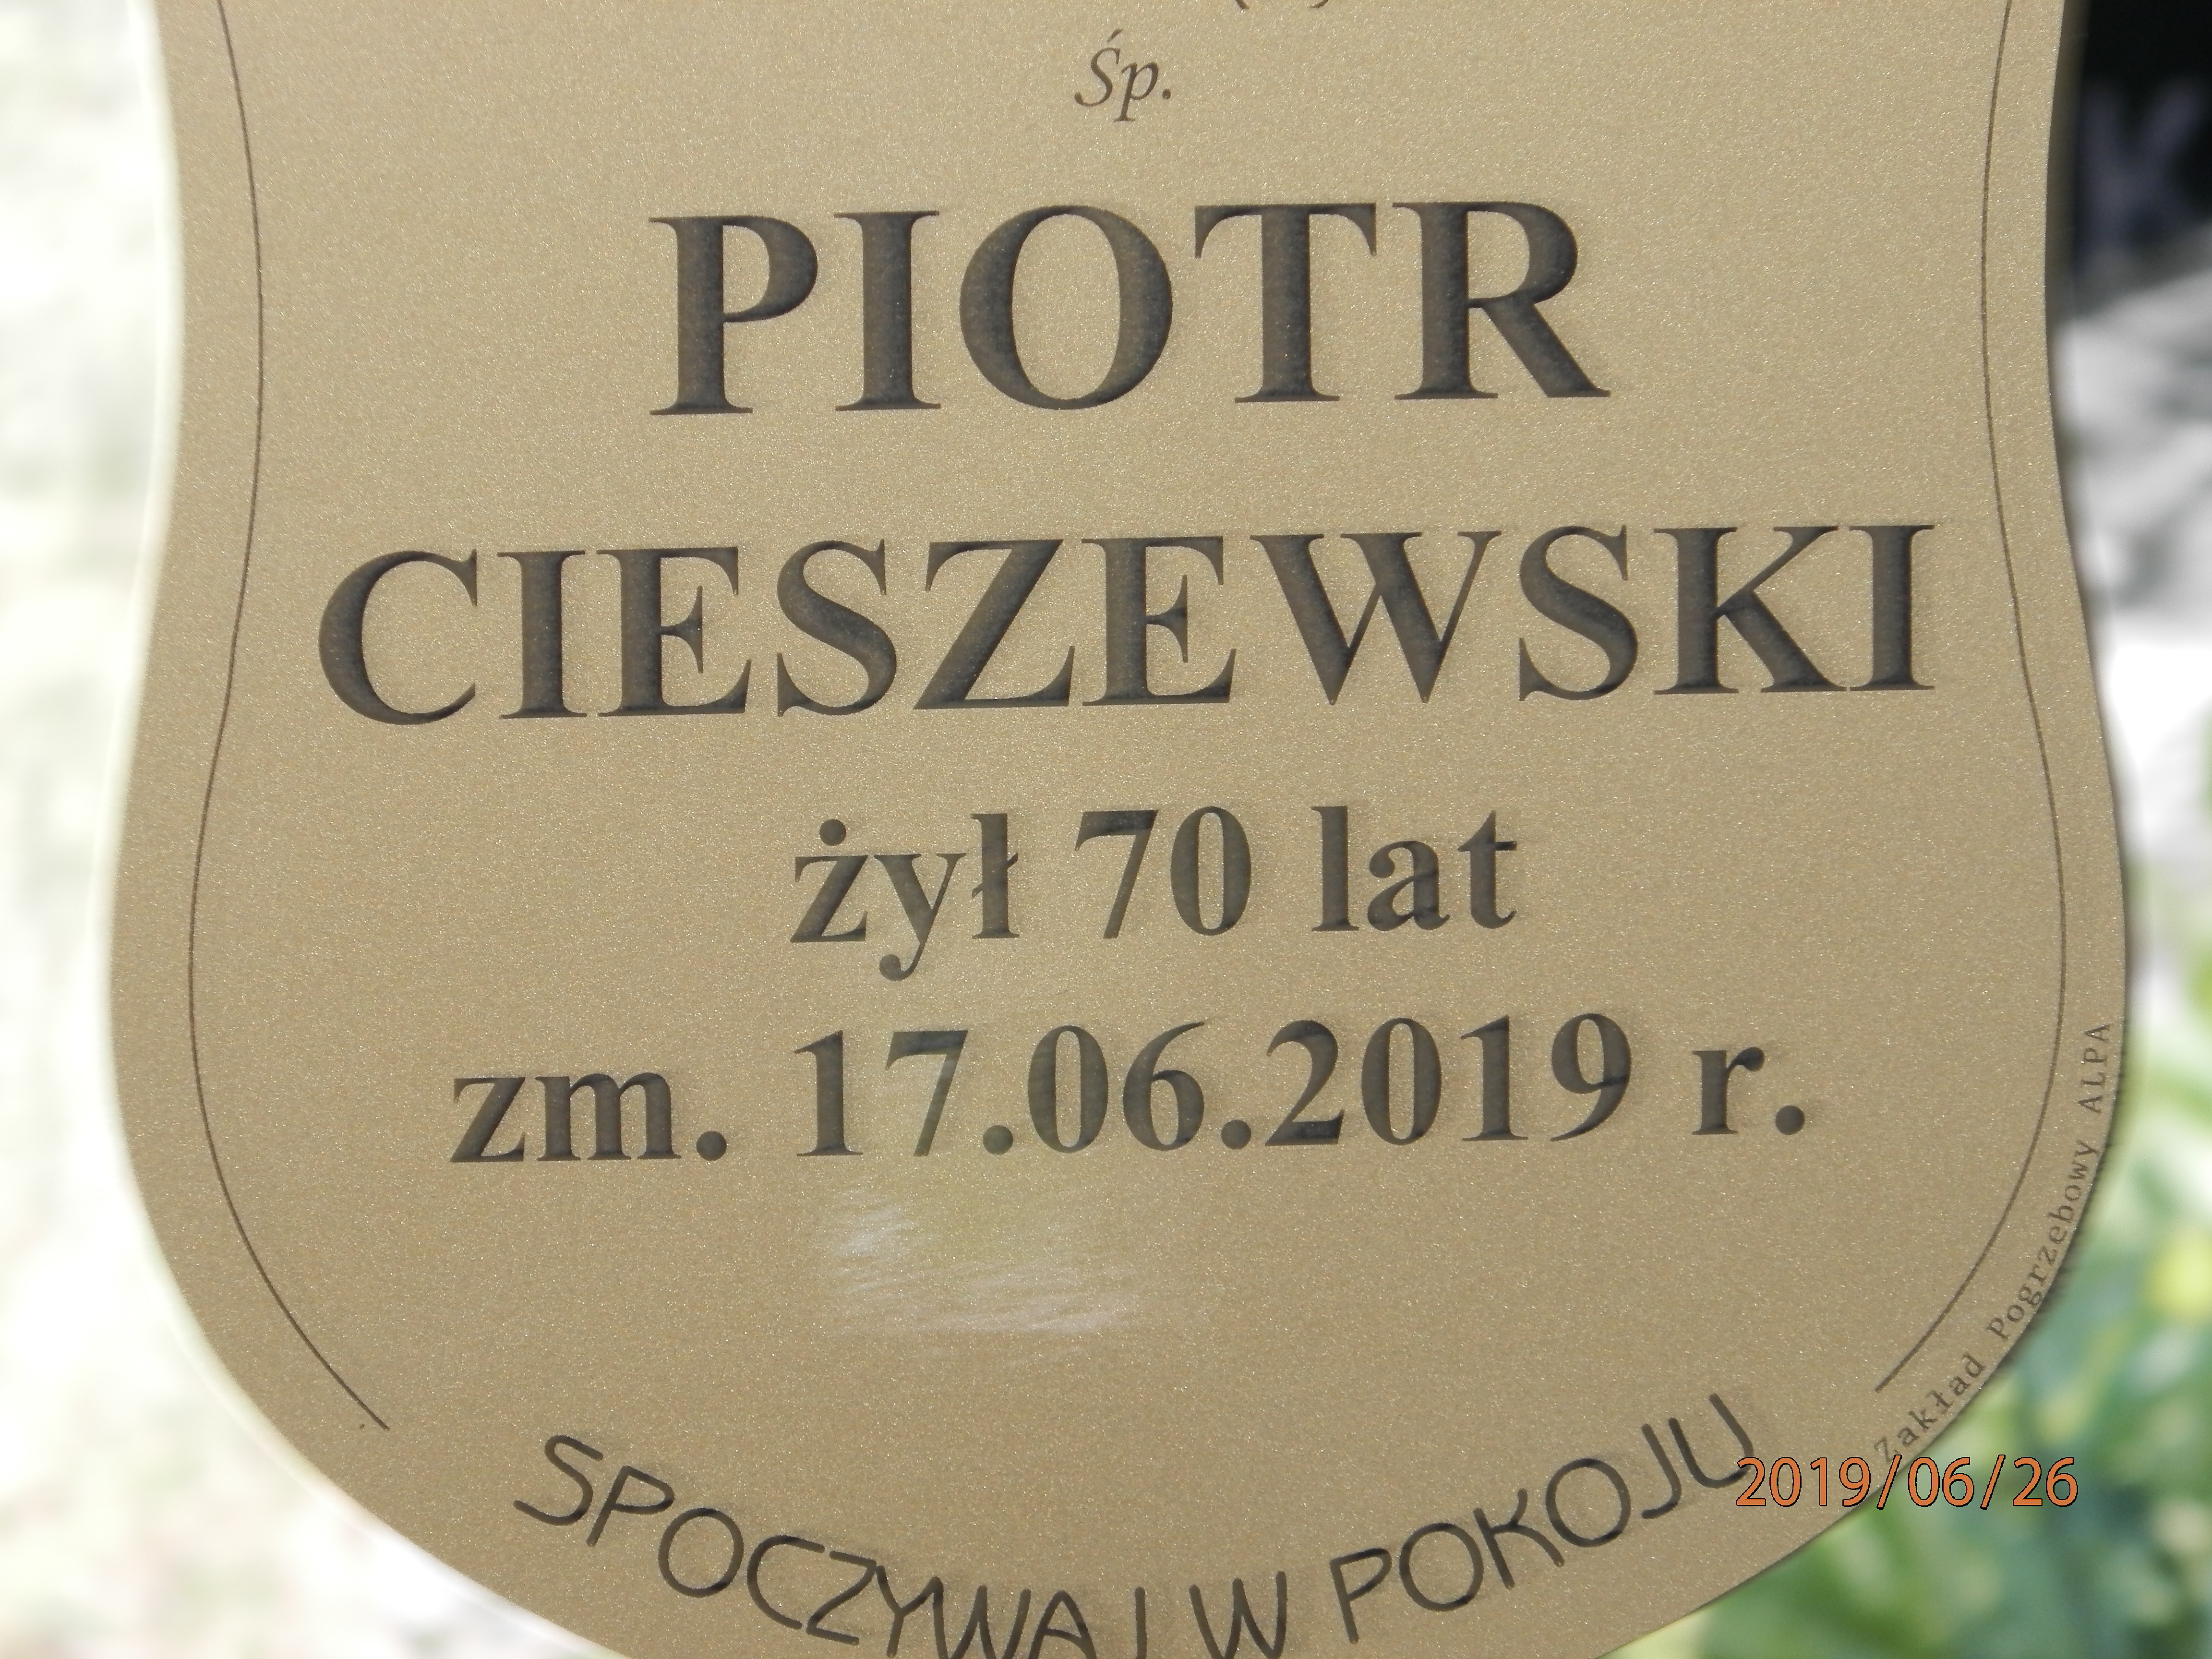 Śp.
PIOTR
CIESZEWSKI
żył 70 lat
zm. 17.06.2019 r.
SPOCZYWAJ W POKOJU
Zakład Pogrzebowy ALPA
2019/06/26